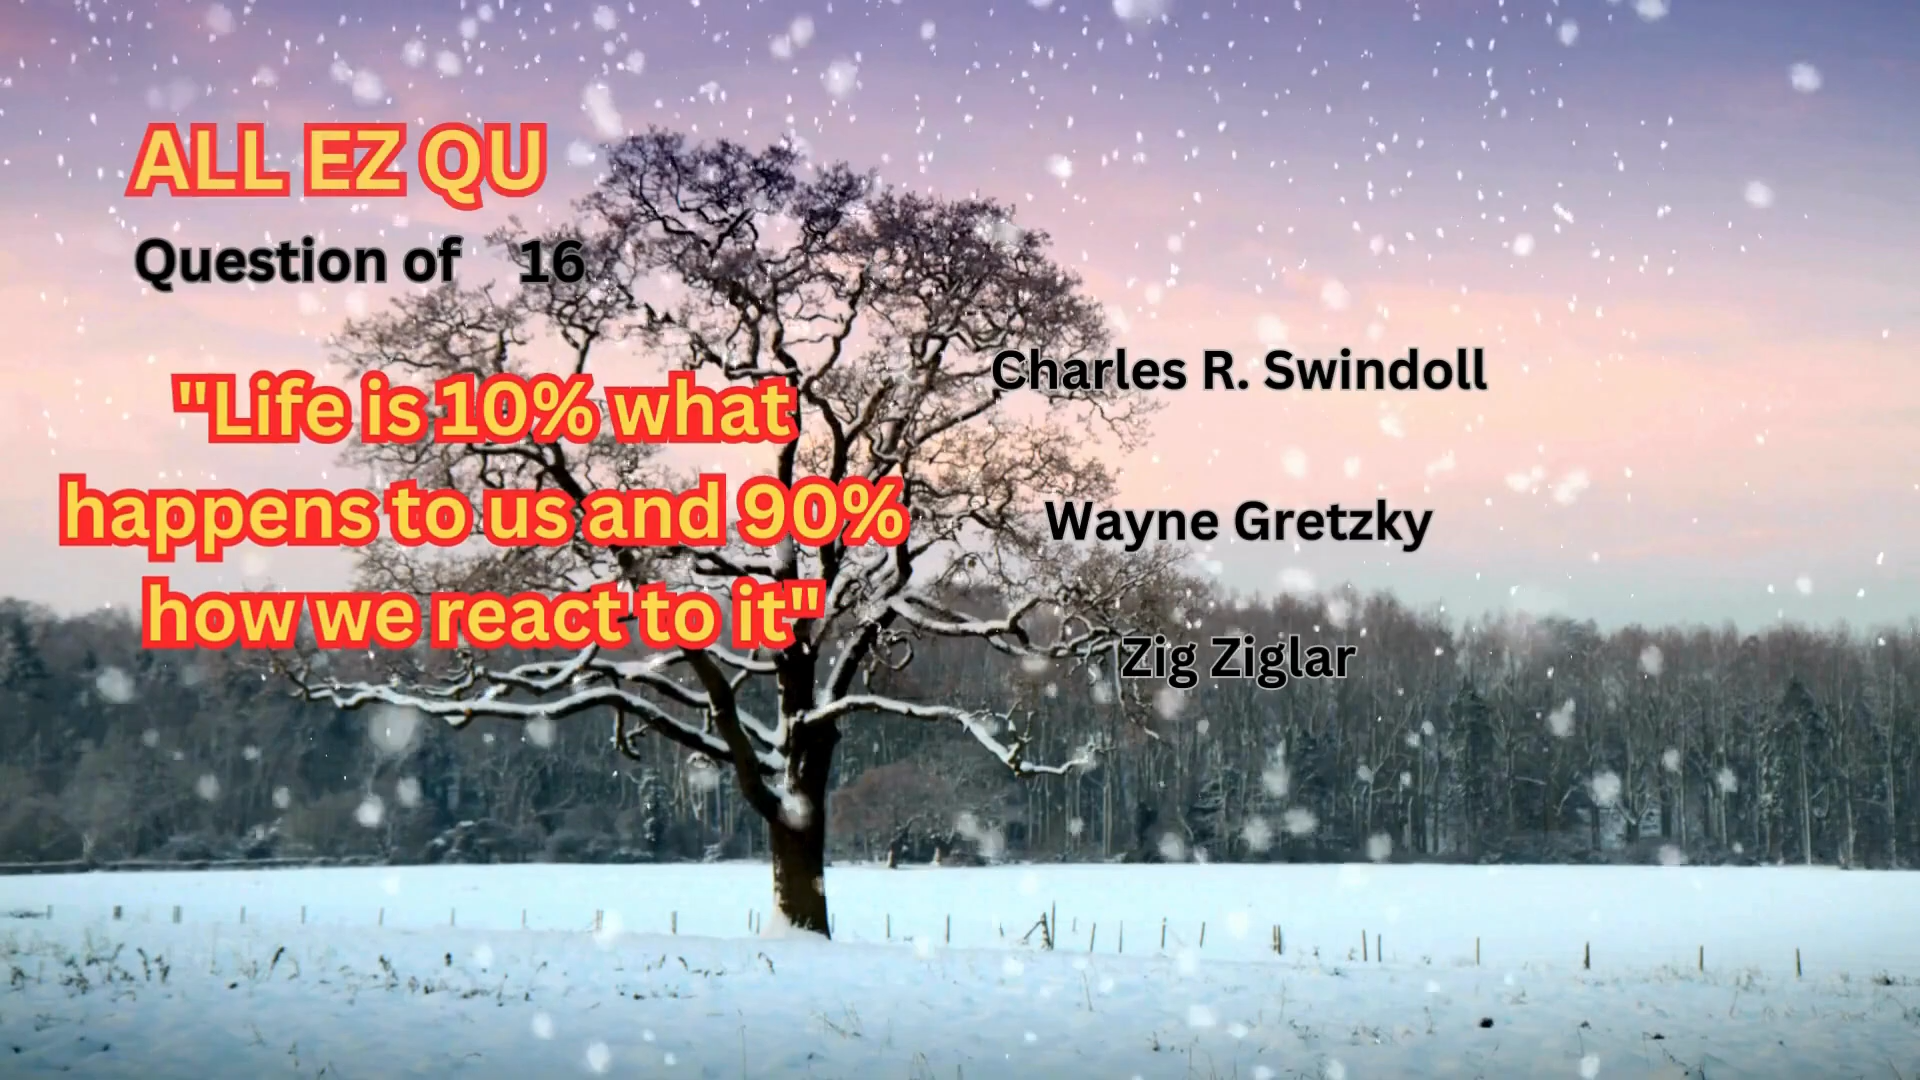 ALL EZ QU
Question of 16
"Life is 10% what
happens to us and 90%
how we react to it"
Charles R. Swindoll
Wayne Gretzky
Zig Ziglar